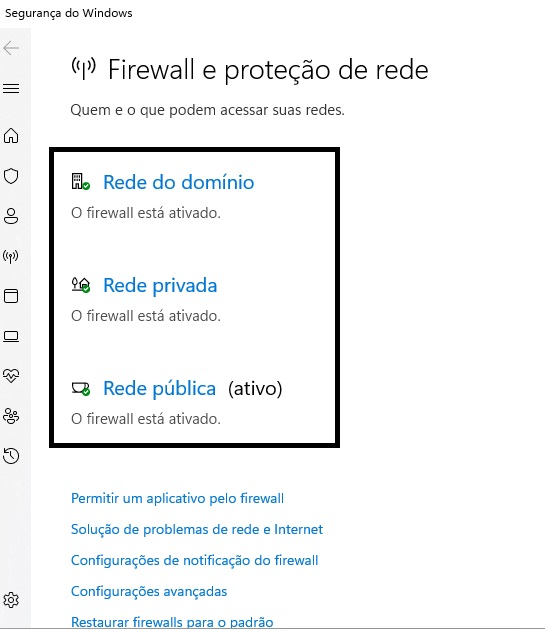 Segurança do Windows
Firewall e proteção de rede
Quem e o que podem acessar suas redes.
Rede do domínio
O firewall está ativado.
Rede privada
O firewall está ativado.
Rede pública (ativo)
O firewall está ativado.
Permitir um aplicativo pelo firewall
Solução de problemas de rede e Internet
Configurações de notificação do firewall
Configurações avançadas
Restaurar firewalls para o padrão